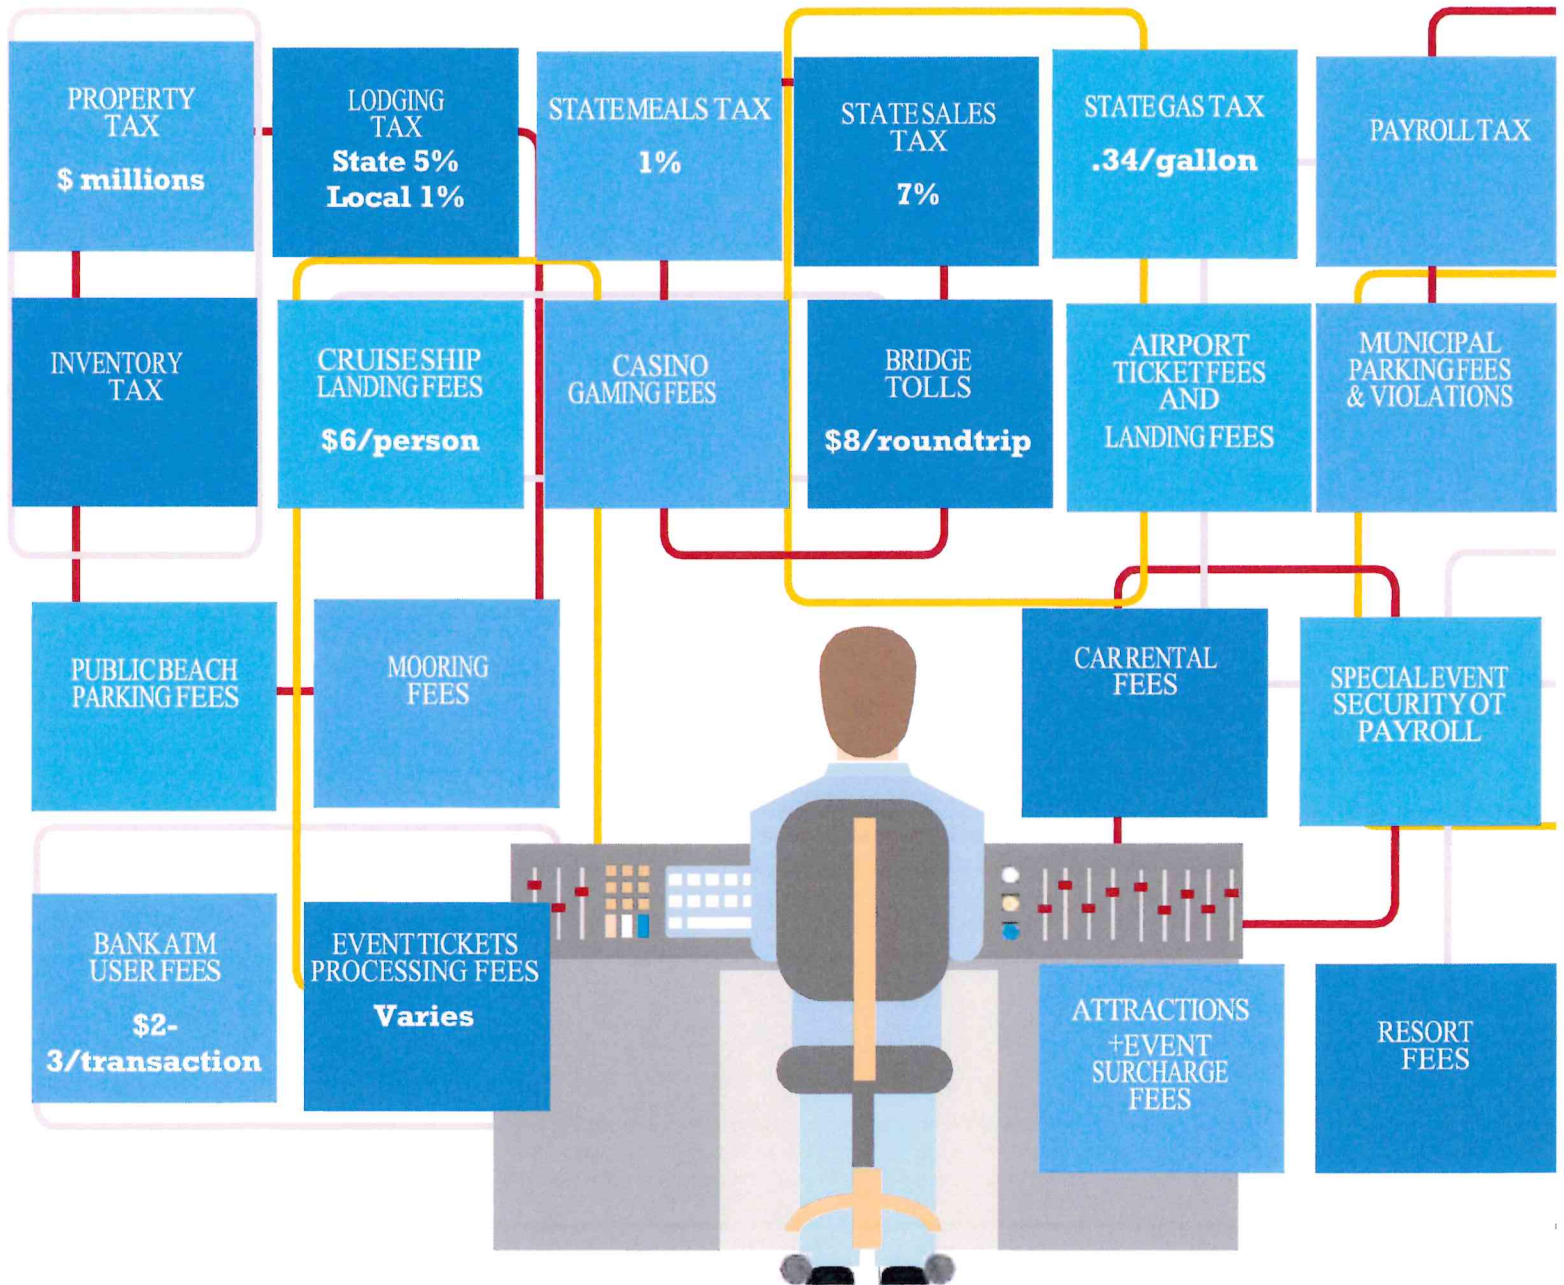 PROPERTY
TAX
$ millions
LODGING
TAX
State 5%
Local 1%
STATE MEALS TAX
1%
STATE SALES
TAX
7%
STATE GAS TAX
.34/gallon
PAYROLL TAX
INVENTORY
TAX
CRUISE SHIP
LANDING FEES
$6/person
CASINO
GAMING FEES
BRIDGE
TOLLS
$8/roundtrip
AIRPORT
TICKET FEES
AND
LANDING FEES
MUNICIPAL
PARKING FEES
& VIOLATIONS
PUBLIC BEACH
PARKING FEES
MOORING
FEES
CAR RENTAL
FEES
SPECIAL EVENT
SECURITY OT
PAYROLL
BANK ATM
USER FEES
$2-
3/transaction
EVENT TICKETS
PROCESSING FEES
Varies
ATTRACTIONS
+EVENT
SURCHARGE
FEES
RESORT
FEES